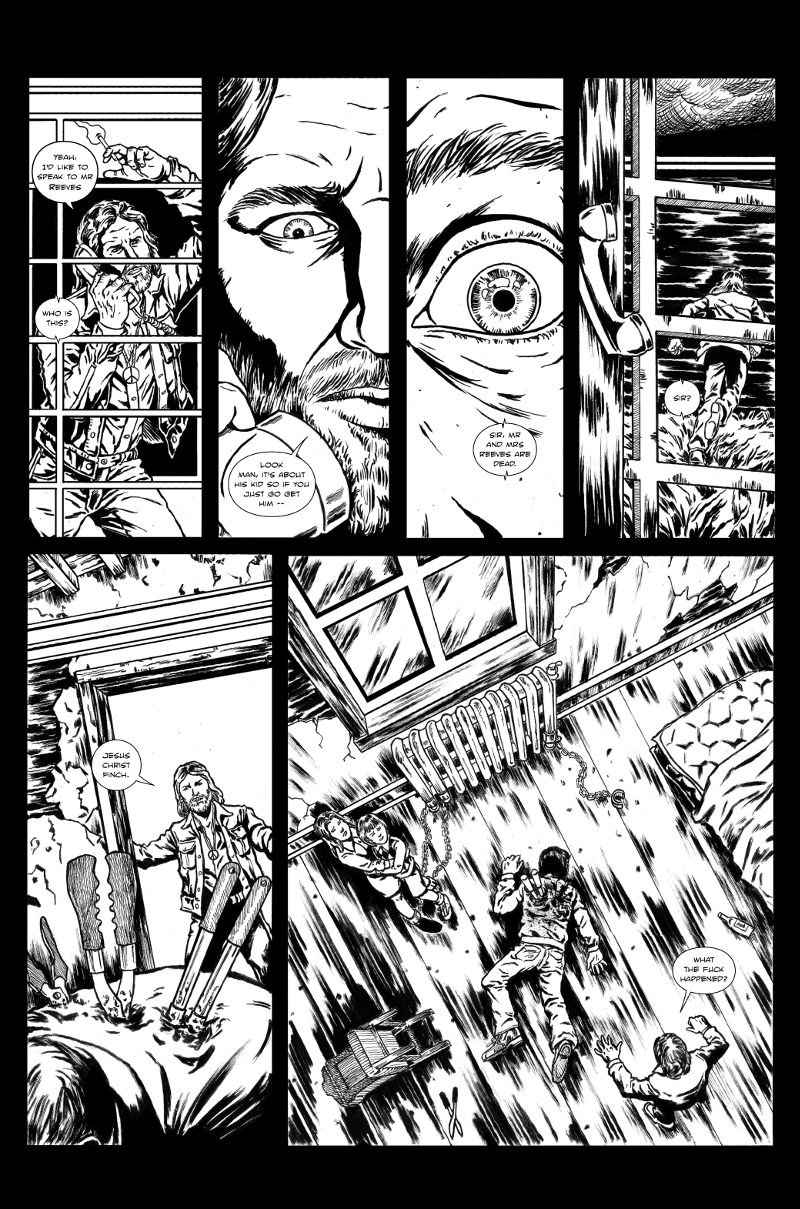 YEAH,
I'D LIKE TO
SPEAK TO MR
REEVES
WHO IS
THIS?
LOOK
MAN, IT'S ABOUT
HIS KID SO IF YOU
JUST GO GET
HIM --
SIR, MR
AND MRS
REEVES ARE
DEAD.
SIR?
JESUS
CHRIST
FINCH.
WHAT
THE FUCK
HAPPENED?